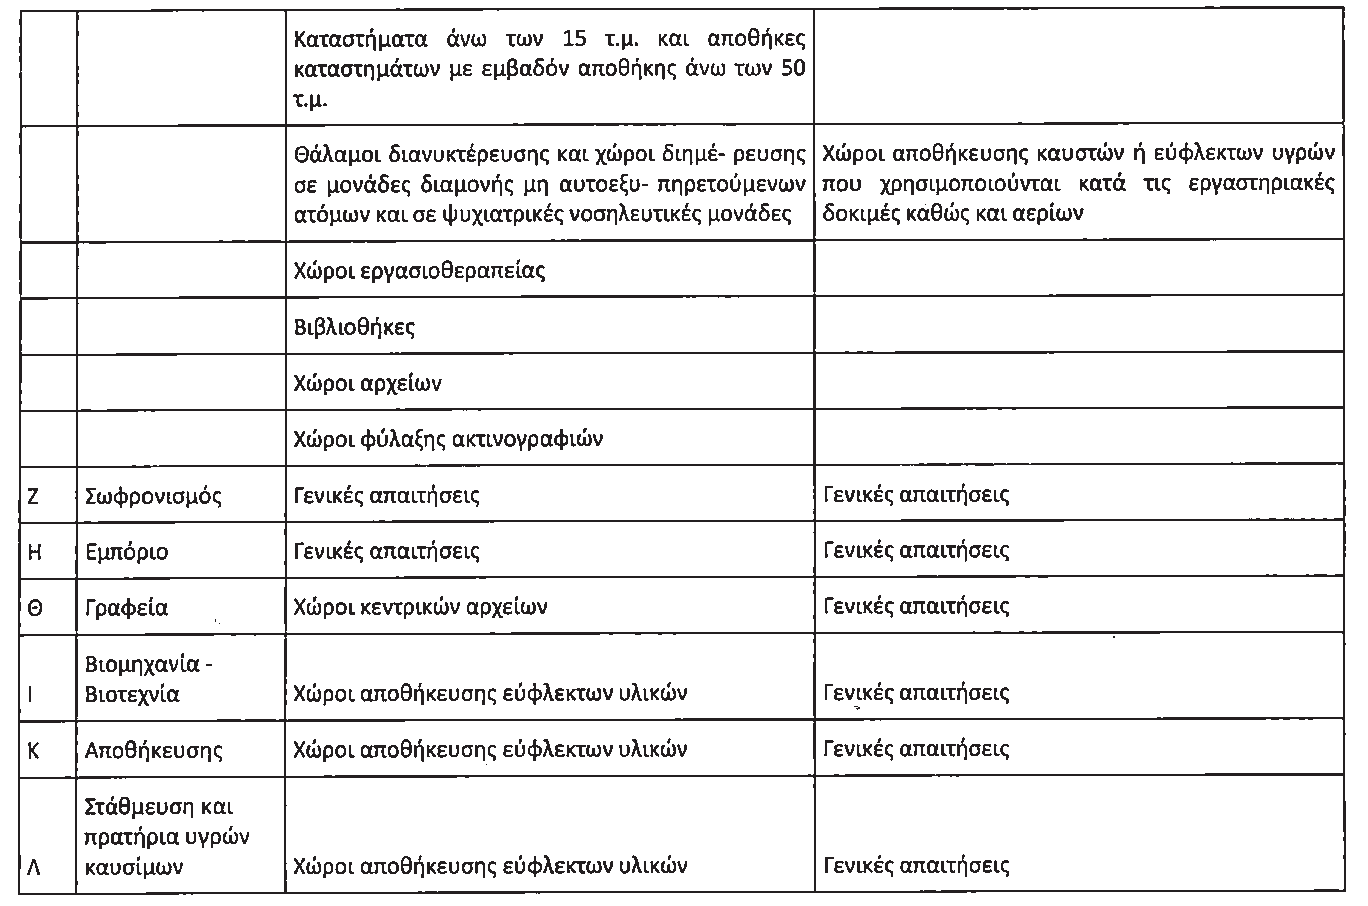 Καταστήματα άνω των 15 τ.μ. και αποθήκες
καταστημάτων με εμβαδόν αποθήκης άνω των 50
τ.μ.
Θάλαμοι διανυκτέρευσης και χώροι διημέ- ρευσης
σε μονάδες διαμονής μη αυτοεξυ- πηρετούμενων
ατόμων και σε ψυχιατρικές νοσηλευτικές μονάδες
Χώροι αποθήκευσης καυστών ή εύφλεκτων υγρών
που χρησιμοποιούνται κατά τις εργαστηριακές
δοκιμές καθώς και αερίων
Χώροι εργασιοθεραπείας
Βιβλιοθήκες
Χώροι αρχείων
Χώροι φύλαξης ακτινογραφιών
Ζ Σωφρονισμός Γενικές απαιτήσεις Γενικές απαιτήσεις
Η Εμπόριο Γενικές απαιτήσεις Γενικές απαιτήσεις
Θ Γραφεία Χώροι κεντρικών αρχείων Γενικές απαιτήσεις
Βιομηχανία -
Ι Βιοτεχνία Χώροι αποθήκευσης εύφλεκτων υλικών Γενικές απαιτήσεις
Κ Αποθήκευσης Χώροι αποθήκευσης εύφλεκτων υλικών Γενικές απαιτήσεις
Στάθμευση και
πρατήρια υγρών
Λ καυσίμων Χώροι αποθήκευσης εύφλεκτων υλικών Γενικές απαιτήσεις